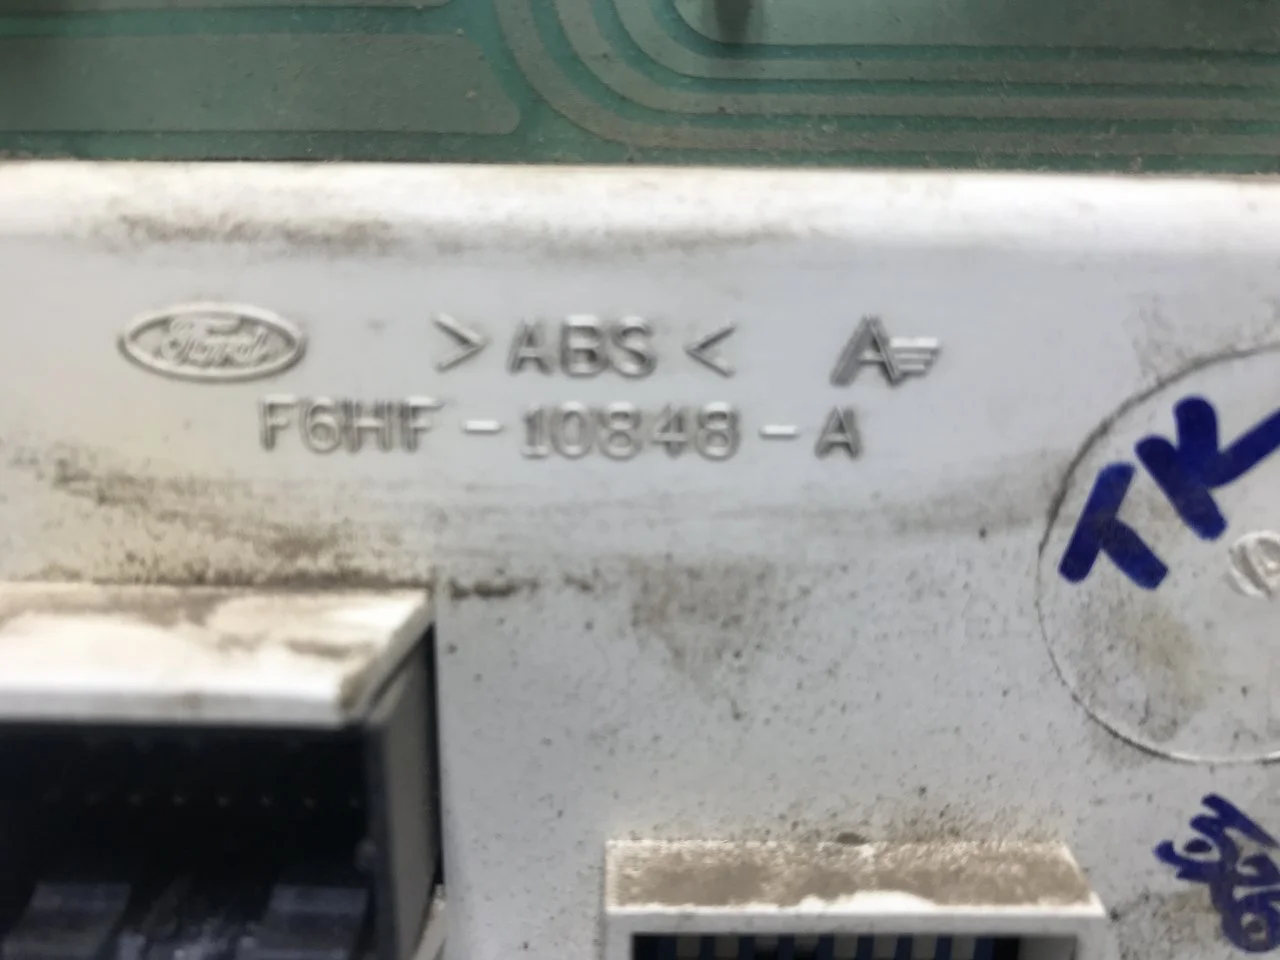 Ford >ABS< A
F6HF-10848-A
TK